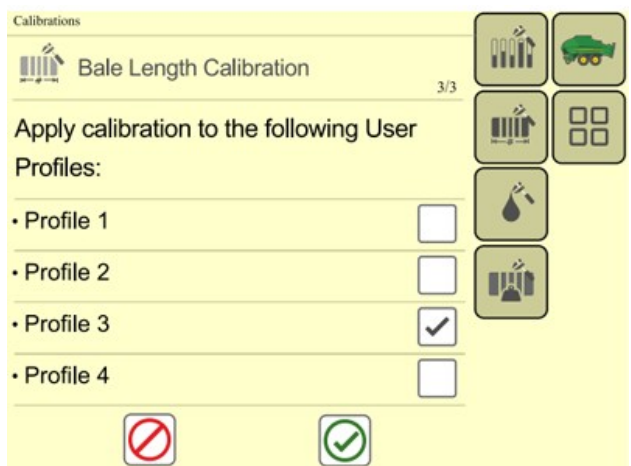 Calibrations
Bale Length Calibration
3/3
Apply calibration to the following User
Profiles:
• Profile 1
• Profile 2
• Profile 3
• Profile 4